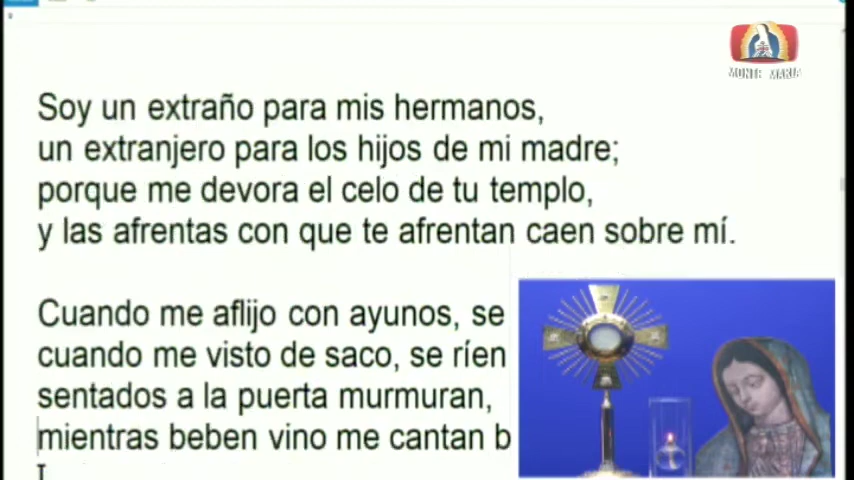 MONTE MARIA
Soy un extraño para mis hermanos,
un extranjero para los hijos de mi madre;
porque me devora el celo de tu templo,
y las afrentas con que te afrentan caen sobre mí.
Cuando me aflijo con ayunos, se
cuando me visto de saco, se ríen
sentados a la puerta murmuran,
mientras beben vino me cantan b